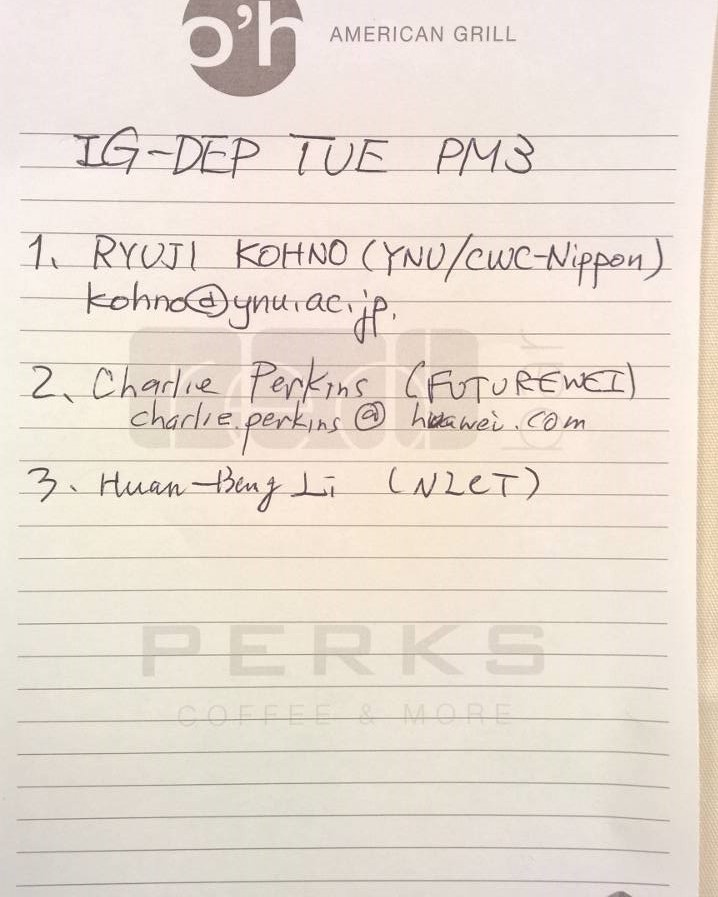 o'h AMERICAN GRILL
IG-DEP TUE PM3
1. RYUJI KOHNO (YNU/CWC-Nippon)
kohno@ynu.ac.jp.
2. Charlie Perkins (FUTUREWEI)
charlie.perkins @ huawei.com
3. Huan-Bang Li (NICT)
PERKS
COFFEE & MORE